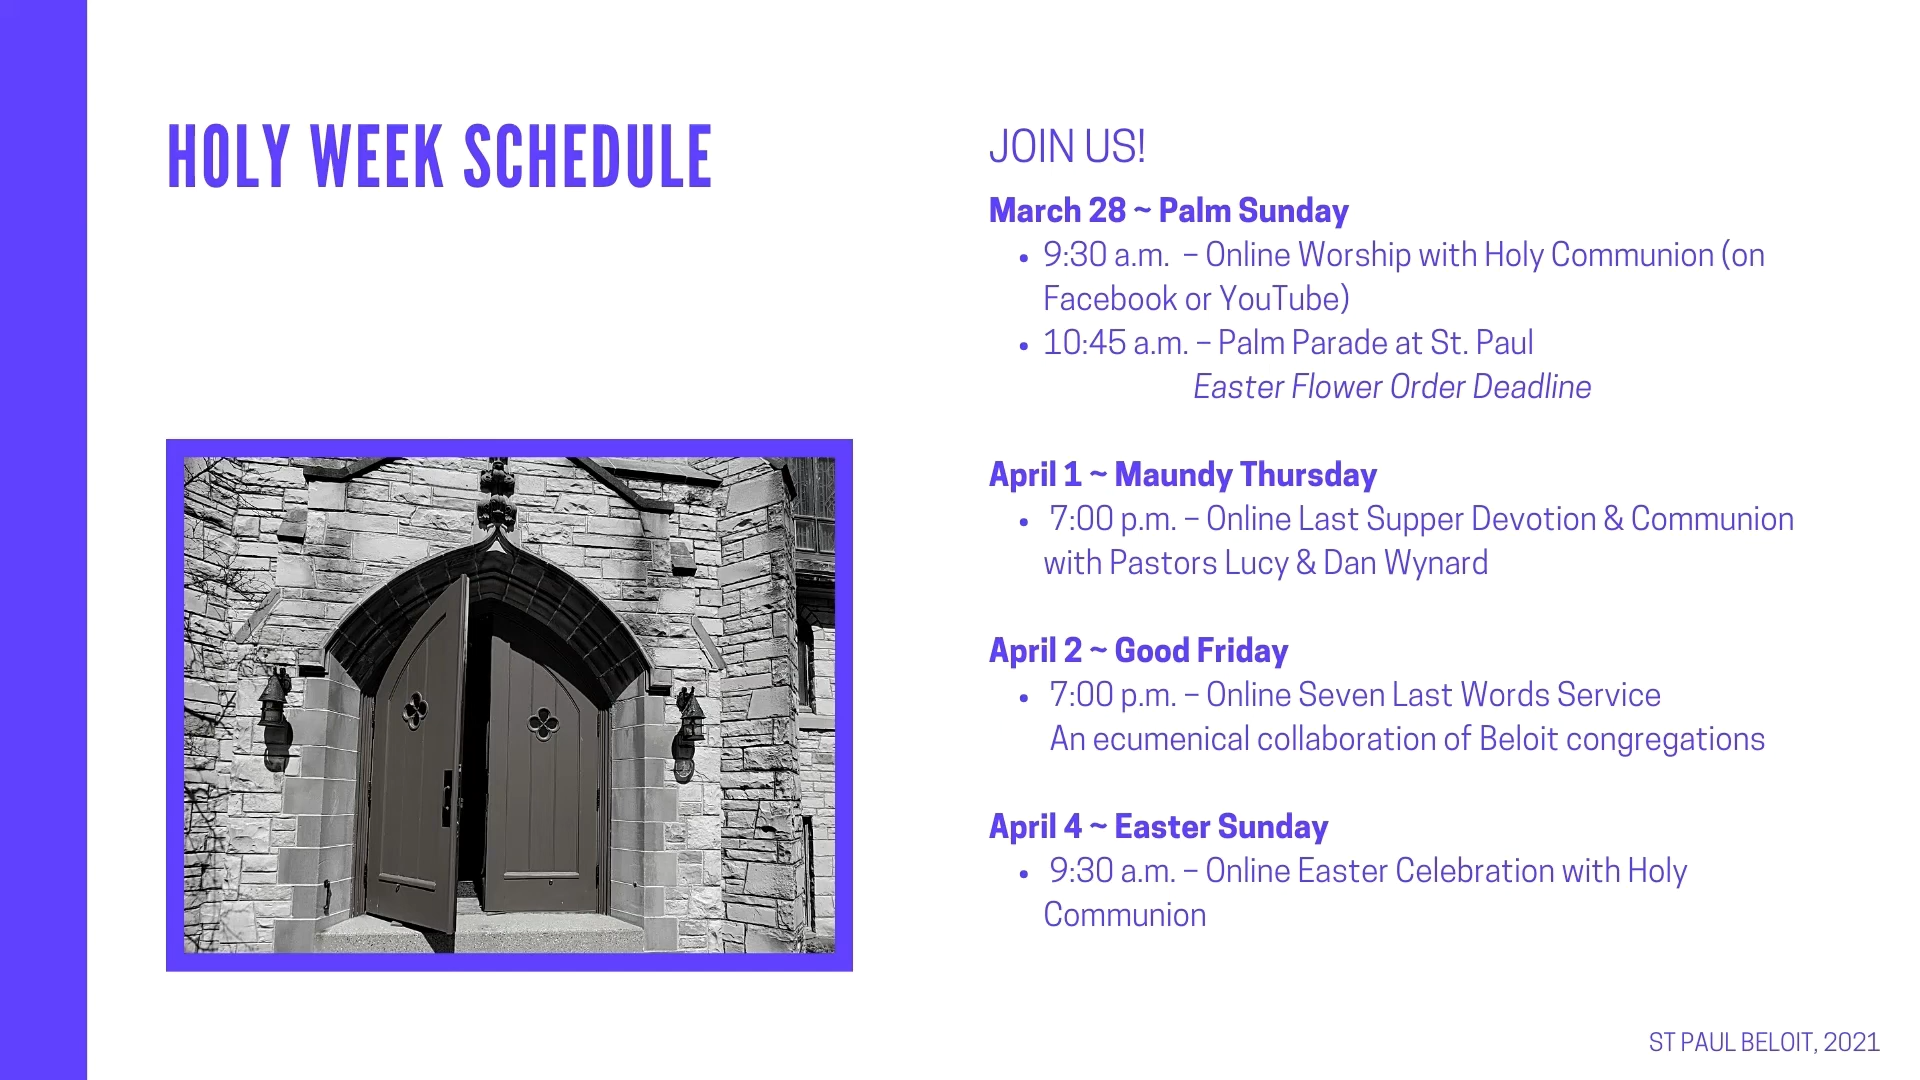 HOLY WEEK SCHEDULE
JOIN US!
March 28 ~ Palm Sunday
• 9:30 a.m. – Online Worship with Holy Communion (on
Facebook or YouTube)
• 10:45 a.m. – Palm Parade at St. Paul
Easter Flower Order Deadline
April 1 ~ Maundy Thursday
• 7:00 p.m. – Online Last Supper Devotion & Communion
with Pastors Lucy & Dan Wynard
April 2 ~ Good Friday
• 7:00 p.m. – Online Seven Last Words Service
An ecumenical collaboration of Beloit congregations
April 4 ~ Easter Sunday
• 9:30 a.m. – Online Easter Celebration with Holy
Communion
ST PAUL BELOIT, 2021